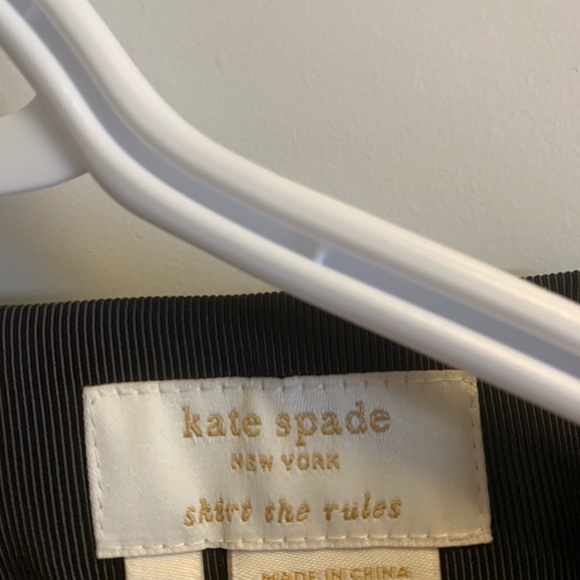 kate spade
NEW YORK
skirt the rules
MADE IN CHINA